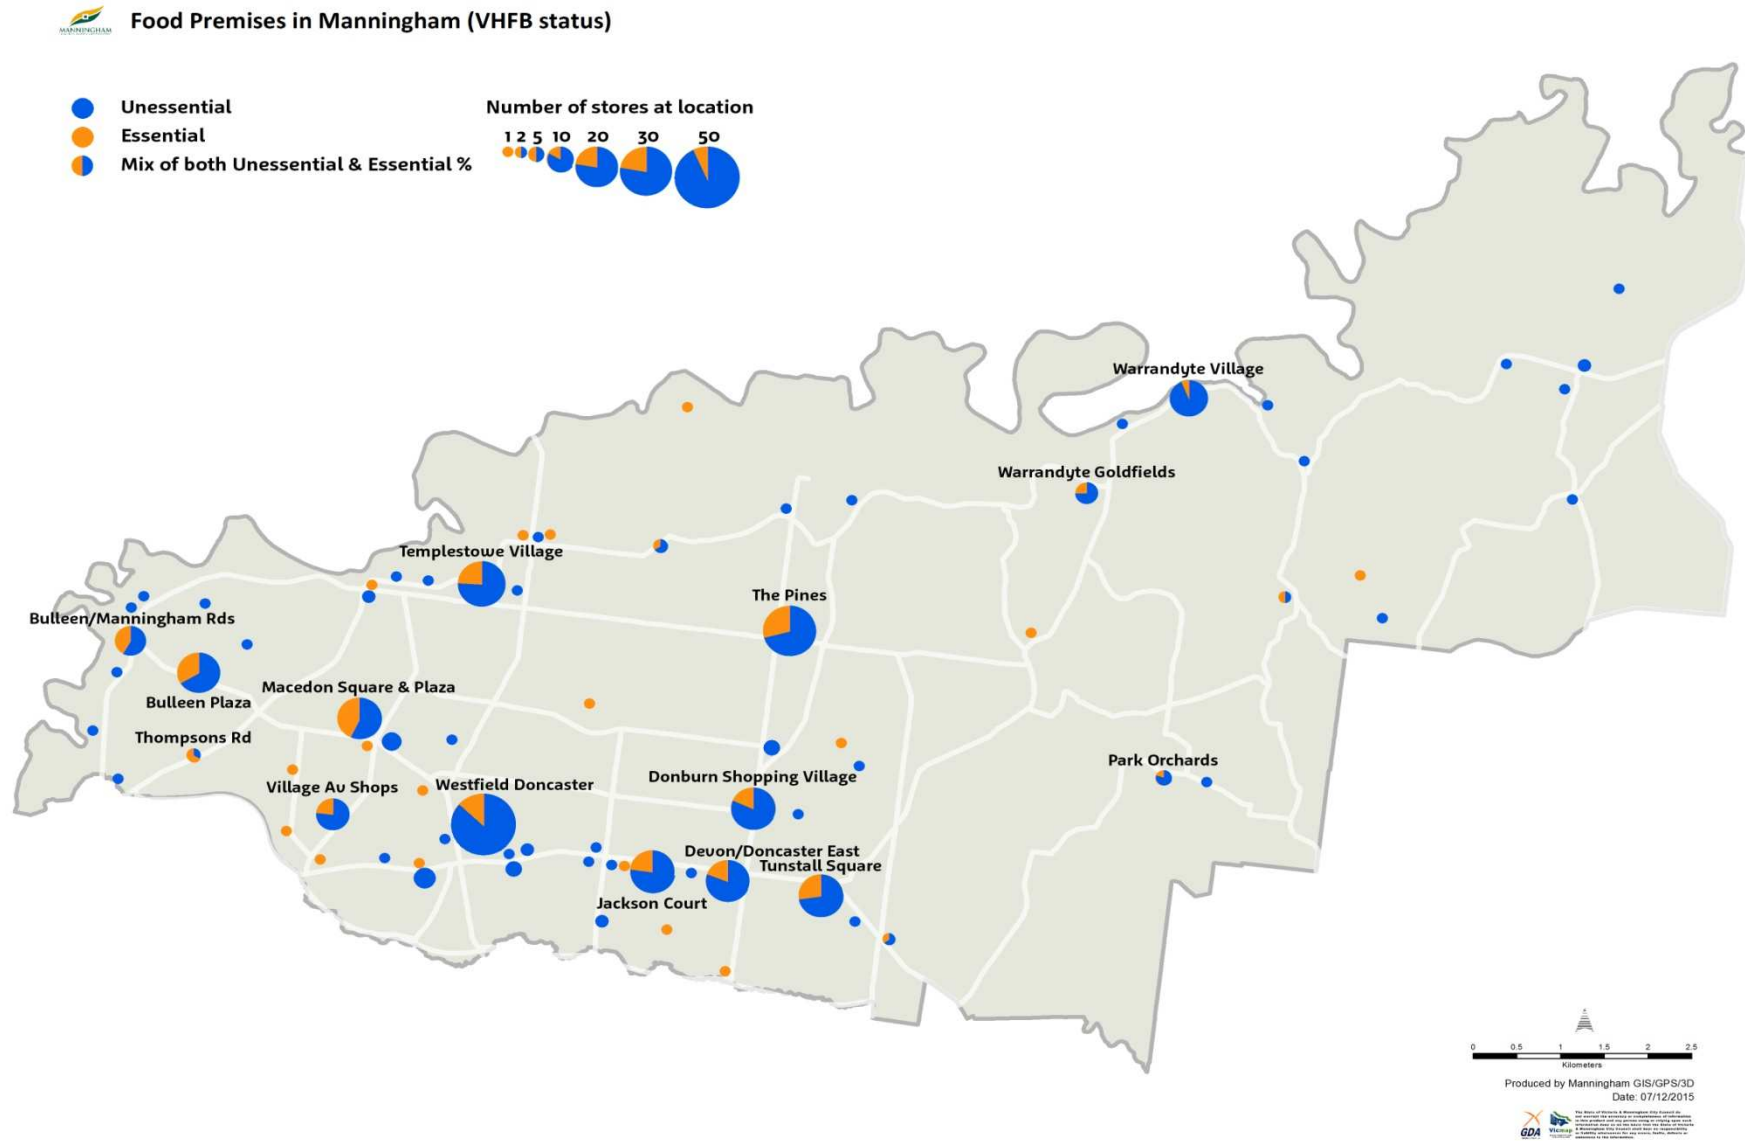 MANNINGHAM
Food Premises in Manningham (VHFB status)
Unessential
Essential
Mix of both Unessential & Essential %
Number of stores at location
1 2 5 10 20 30 50
Warrandyte Village
Warrandyte Goldfields
Templestowe Village
The Pines
Bulleen/Manningham Rds
Macedon Square & Plaza
Bulleen Plaza
Thompsons Rd
Park Orchards
Donburn Shopping Village
Village Av Shops
Westfield Doncaster
Devon/Doncaster East
Tunstall Square
Jackson Court
0 0.5 1 1.5 2 2.5
Kilometers
Produced by Manningham GIS/GPS/3D
Date: 07/12/2015
GDA
Vicmap